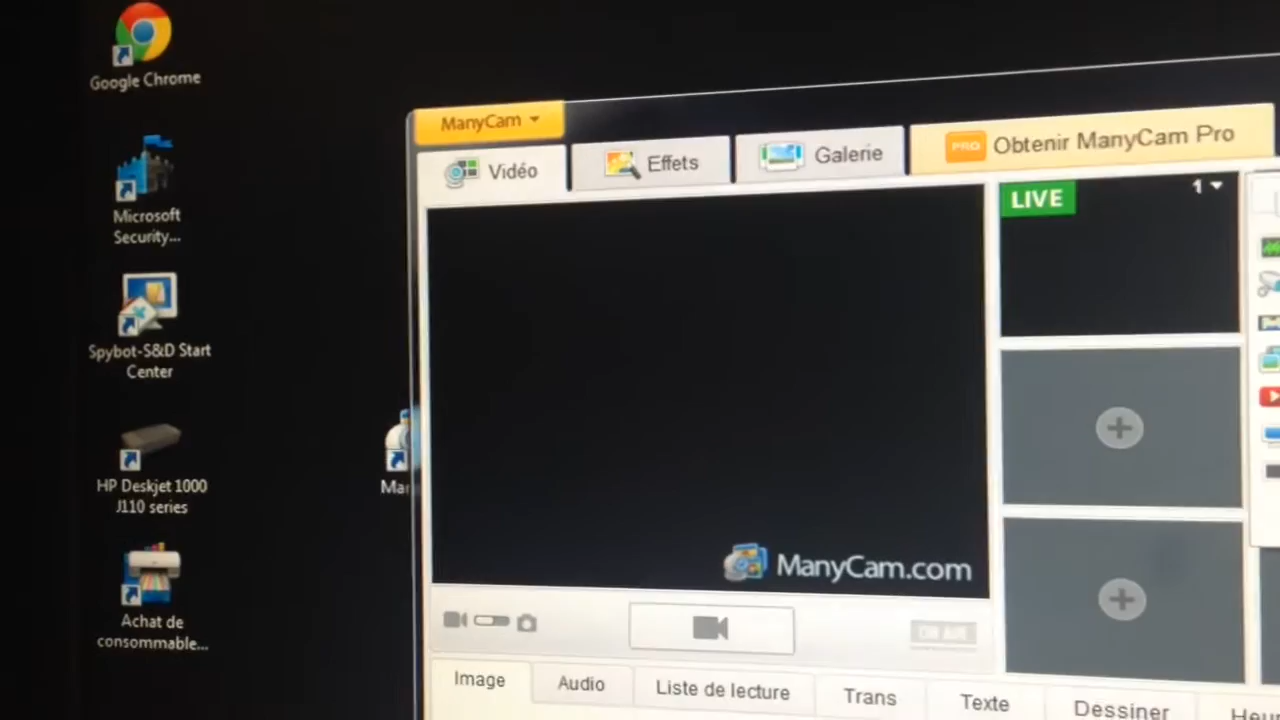 Google Chrome
Microsoft
Security...
Spybot-S&D Start
Center
HP Deskjet 1000
J110 series
Achat de
consommable...
ManyCam
Vidéo
Effets
Galerie
PRO Obtenir ManyCam Pro
LIVE
1
ManyCam.com
ON AIR
Image
Audio
Liste de lecture
Trans
Texte
Dessiner